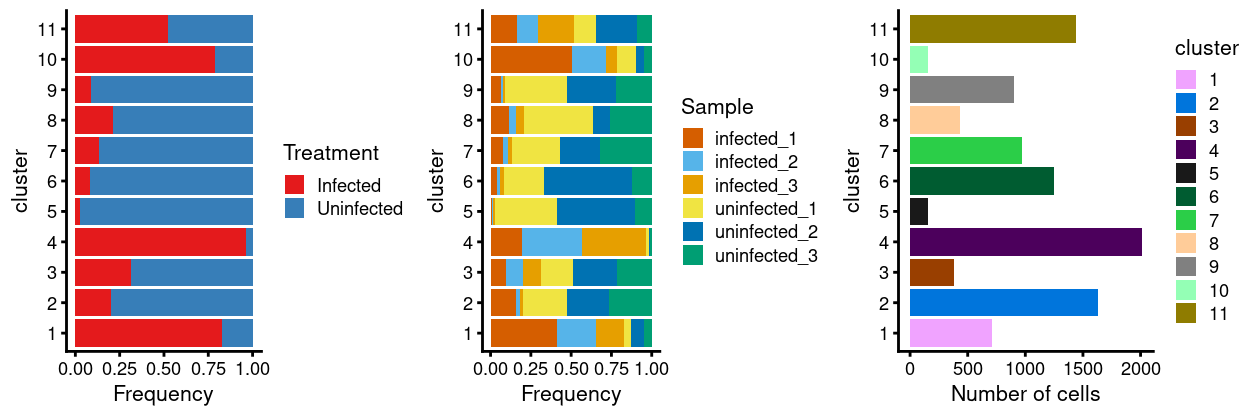 cluster
11
10
9
8
7
6
5
4
3
2
1
0.00 0.25 0.50 0.75 1.00
Frequency
Treatment
Infected
Uninfected
cluster
11
10
9
8
7
6
5
4
3
2
1
0.00 0.25 0.50 0.75 1.00
Frequency
Sample
infected_1
infected_2
infected_3
uninfected_1
uninfected_2
uninfected_3
cluster
11
10
9
8
7
6
5
4
3
2
1
0 500 1000 1500 2000
Number of cells
cluster
1
2
3
4
5
6
7
8
9
10
11